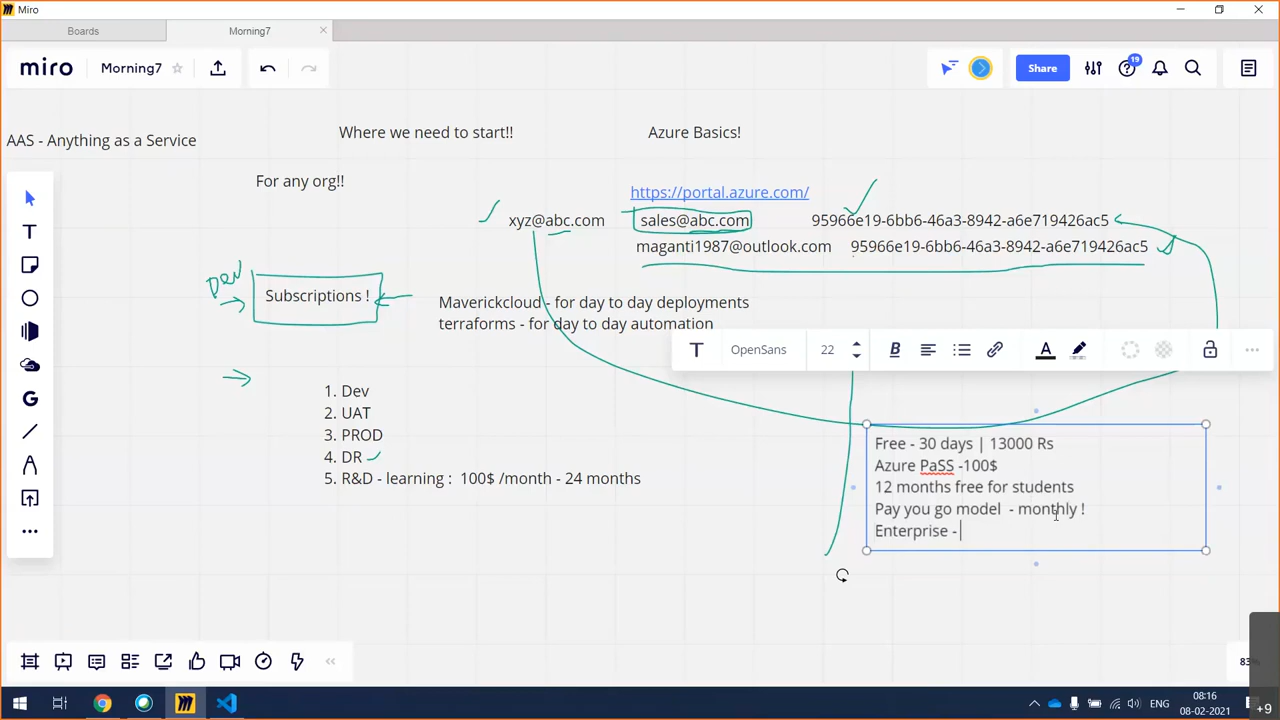 Miro
Boards
Morning7
miro
Morning7
19
Share
AAS - Anything as a Service
Where we need to start!!
Azure Basics!
For any org!!
https://portal.azure.com/
xyz@abc.com
sales@abc.com
95966e19-6bb6-46a3-8942-a6e719426ac5
maganti1987@outlook.com
95966e19-6bb6-46a3-8942-a6e719426ac5
Dev
Subscriptions !
Maverickcloud - for day to day deployments
terraforms - for day to day automation
OpenSans
22
1. Dev
2. UAT
3. PROD
4. DR
5. R&D - learning : 100$ /month - 24 months
Free - 30 days | 13000 Rs
Azure PaSS -100$
12 months free for students
Pay you go model - monthly !
Enterprise -
ENG
08:16
08-02-2021
+9